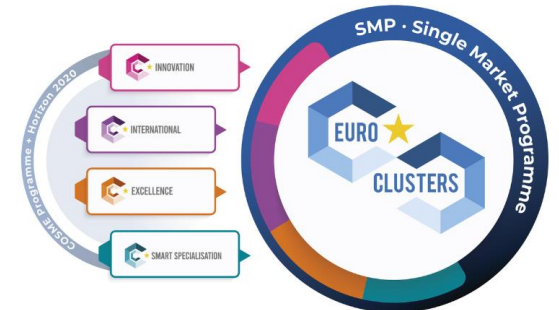 COSME Programme + Horizon 2020
INNOVATION
INTERNATIONAL
EXCELLENCE
SMART SPECIALISATION
SMP · Single Market Programme
EURO
CLUSTERS